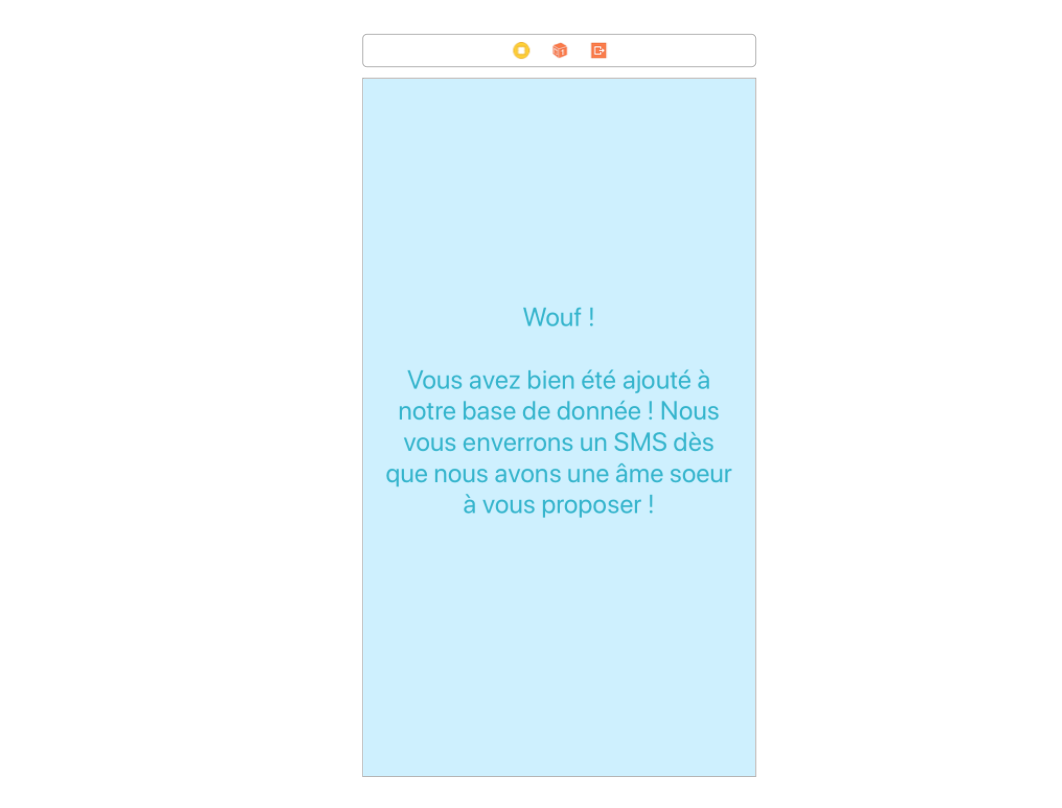 Wouf !
Vous avez bien été ajouté à
notre base de donnée ! Nous
vous enverrons un SMS dès
que nous avons une âme soeur
à vous proposer !